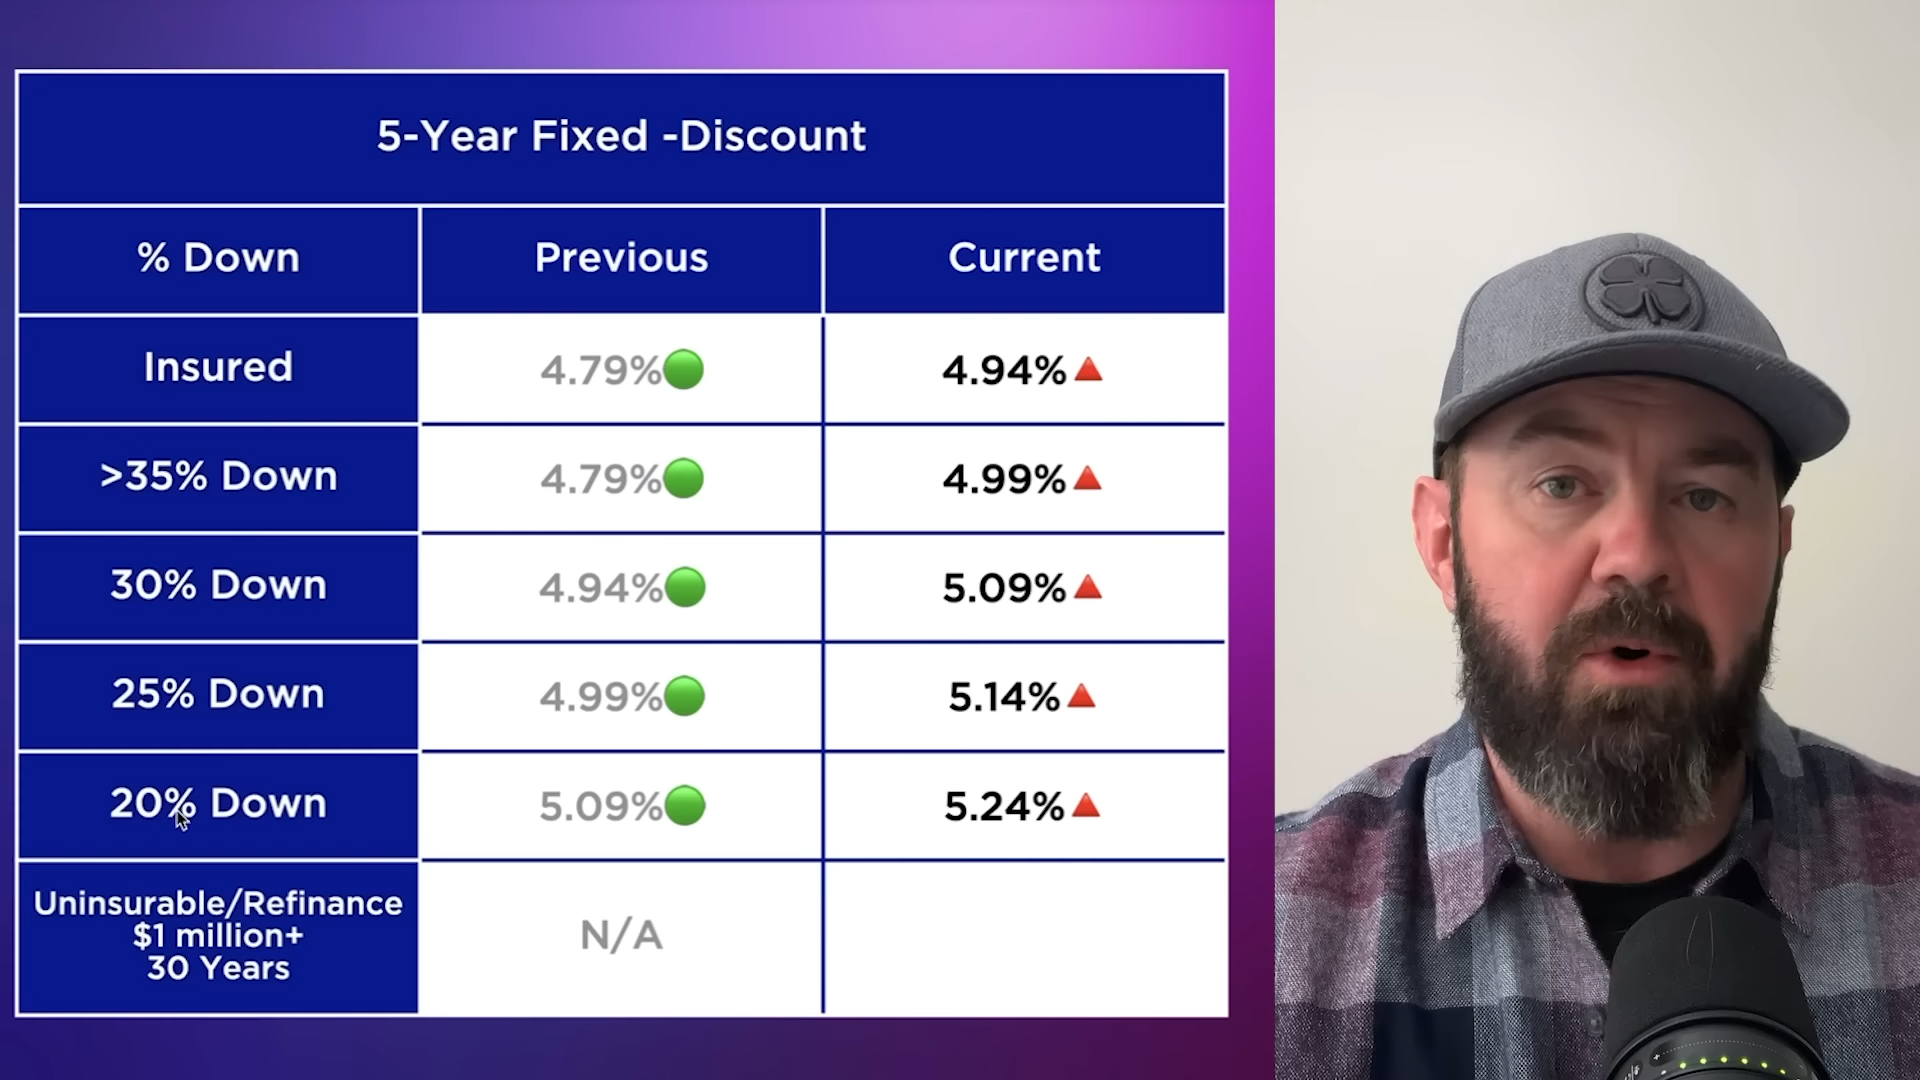 5-Year Fixed -Discount
% Down Previous Current
Insured 4.79% 4.94%
>35% Down 4.79% 4.99%
30% Down 4.94% 5.09%
25% Down 4.99% 5.14%
20% Down 5.09% 5.24%
Uninsurable/Refinance
$1 million+
30 Years
N/A